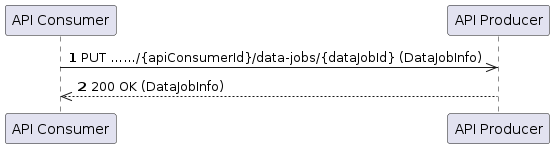 API Consumer
API Producer
1 PUT ....../{apiConsumerId}/data-jobs/{dataJobId} (DataJobInfo)
2 200 OK (DataJobInfo)
API Consumer
API Producer